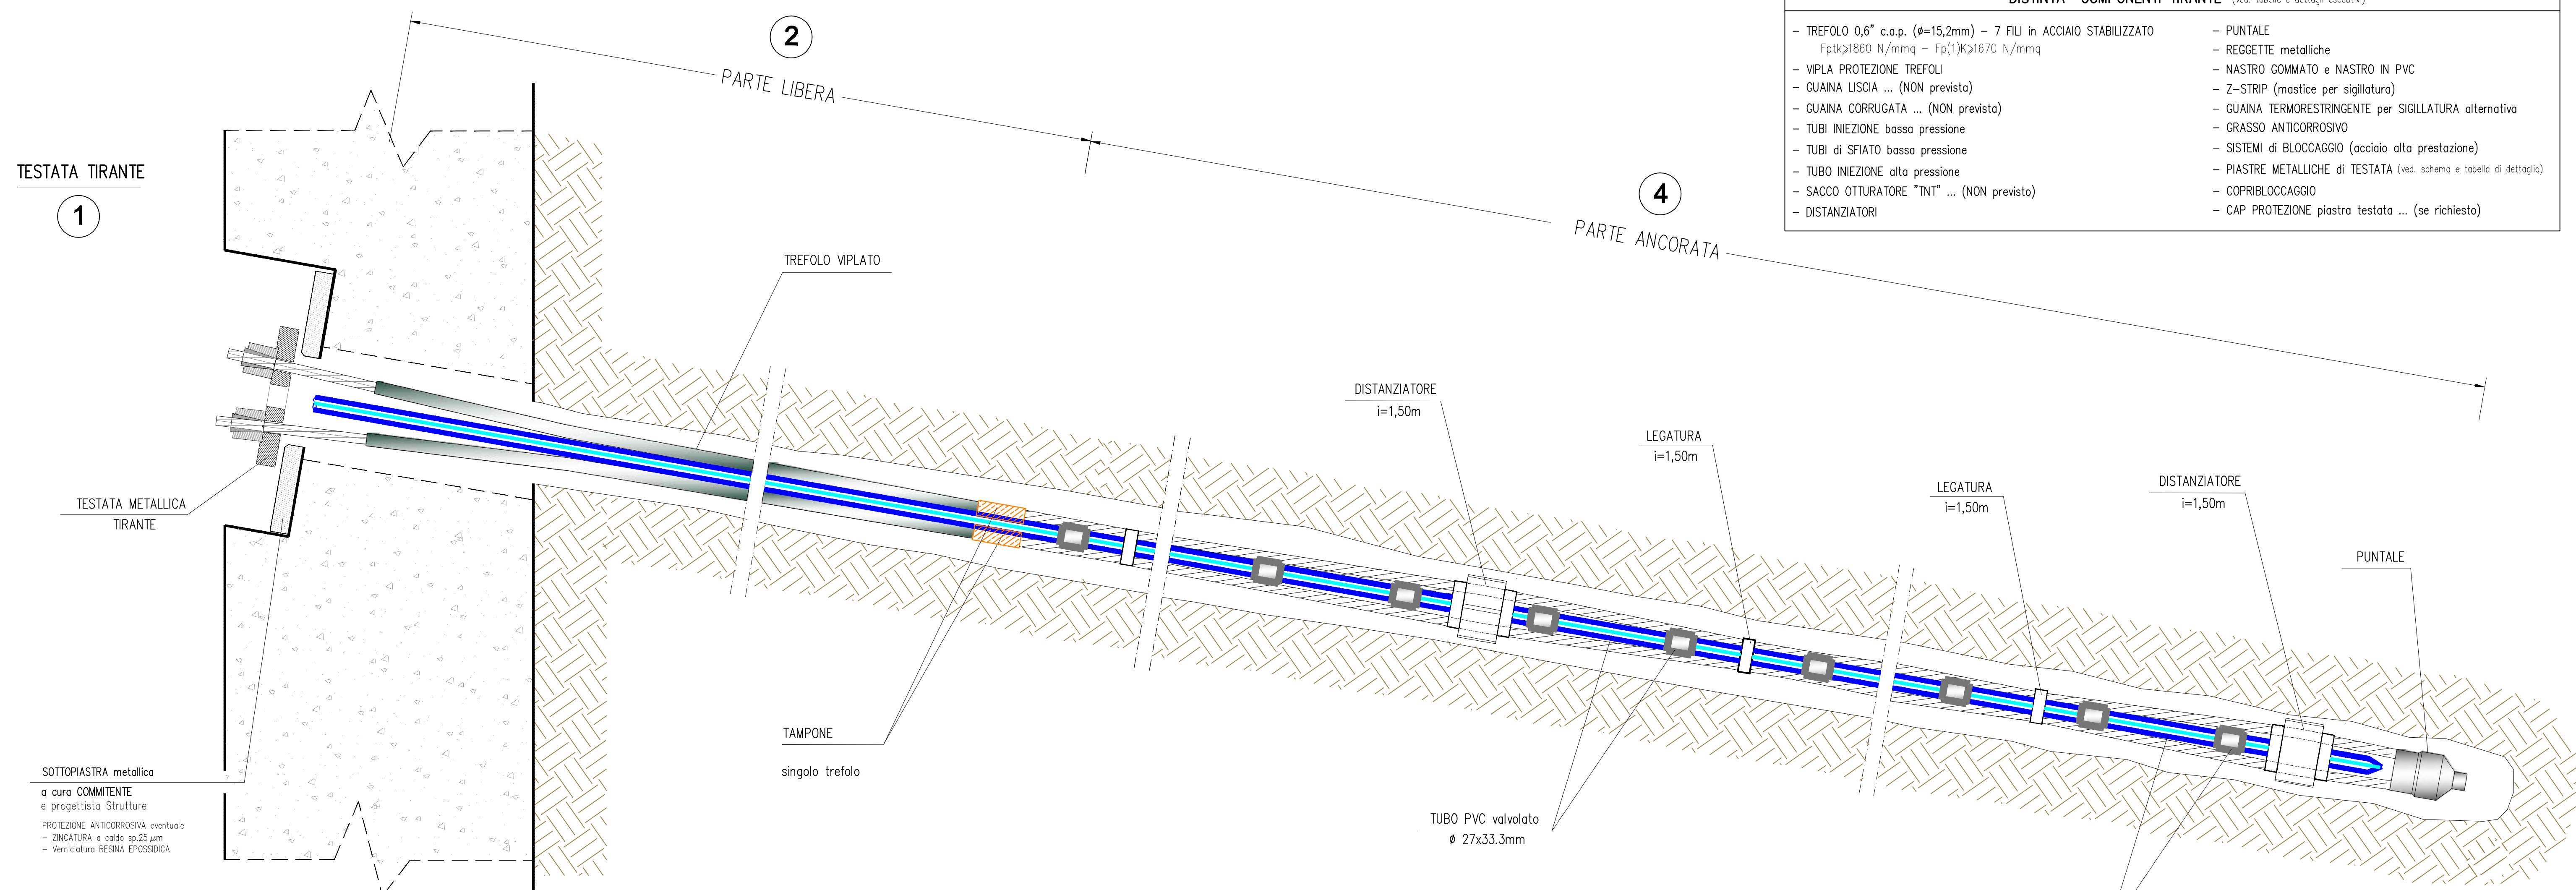 DISTINTA COMPONENTI TIRANTE (ved. tabelle e dettagli esecutivi)
- TREFOLO 0,6" c.a.p. (ø=15,2mm) - 7 FILI in ACCIAIO STABILIZZATO
Fptk⩾1860 N/mmq - Fp(1)K⩾1670 N/mmq
- VIPLA PROTEZIONE TREFOLI
- GUAINA LISCIA ... (NON prevista)
- GUAINA CORRUGATA ... (NON prevista)
- TUBI INIEZIONE bassa pressione
- TUBI di SFIATO bassa pressione
- TUBO INIEZIONE alta pressione
- SACCO OTTURATORE "TNT" ... (NON previsto)
- DISTANZIATORI
- PUNTALE
- REGGETTE metalliche
- NASTRO GOMMATO e NASTRO IN PVC
- Z-STRIP (mastice per sigillatura)
- GUAINA TERMORESTRINGENTE per SIGILLATURA alternativa
- GRASSO ANTICORROSIVO
- SISTEMI di BLOCCAGGIO (acciaio alta prestazione)
- PIASTRE METALLICHE di TESTATA (ved. schema e tabella di dettaglio)
- COPRIBLOCCAGGIO
- CAP PROTEZIONE piastra testata ... (se richiesto)
2
PARTE LIBERA
TESTATA TIRANTE
1
4
PARTE ANCORATA
TREFOLO VIPLATO
DISTANZIATORE
i=1,50m
LEGATURA
i=1,50m
LEGATURA
i=1,50m
DISTANZIATORE
i=1,50m
PUNTALE
TESTATA METALLICA
TIRANTE
TAMPONE
singolo trefolo
SOTTOPIASTRA metallica
a cura COMMITENTE
e progettista Strutture
PROTEZIONE ANTICORROSIVA eventuale
- ZINCATURA a caldo sp.25 µm
- Verniciatura RESINA EPOSSIDICA
TUBO PVC valvolato
ø 27x33.3mm